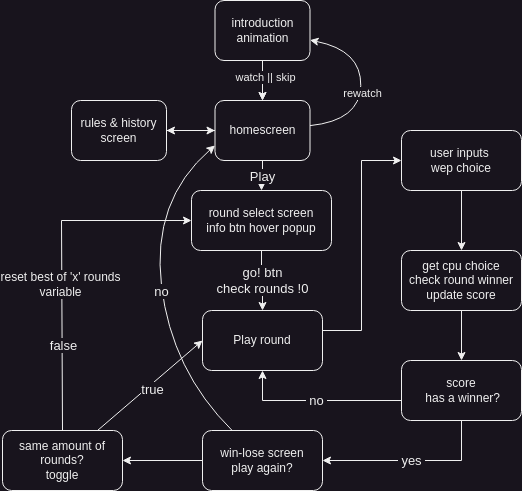 introduction
animation
watch || skip
rewatch
rules & history
screen
homescreen
user inputs
wep choice
Play
round select screen
info btn hover popup
get cpu choice
check round winner
update score
reset best of 'x' rounds
variable
no
go! btn
check rounds !0
Play round
false
true
score
has a winner?
no
same amount of
rounds?
toggle
win-lose screen
play again?
yes